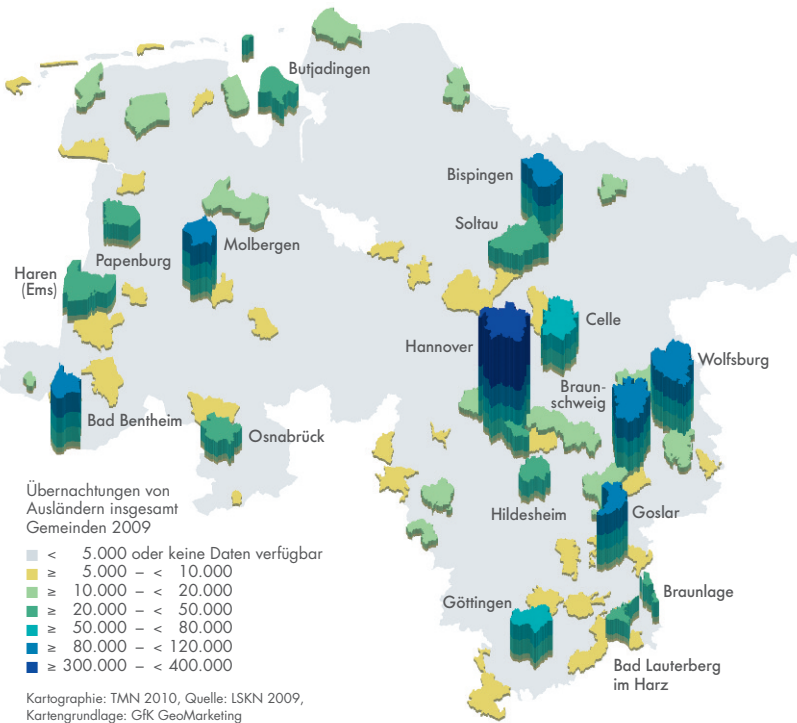 Butjadingen
Bispingen
Soltau
Molbergen
Papenburg
Haren
(Ems)
Celle
Hannover
Wolfsburg
Braun-
schweig
Bad Bentheim
Osnabrück
Hildesheim
Goslar
Göttingen
Braunlage
Bad Lauterberg
im Harz
Übernachtungen von
Ausländern insgesamt
Gemeinden 2009
< 5.000 oder keine Daten verfügbar
≥ 5.000 – < 10.000
≥ 10.000 – < 20.000
≥ 20.000 – < 50.000
≥ 50.000 – < 80.000
≥ 80.000 – < 120.000
≥ 300.000 – < 400.000
Kartographie: TMN 2010, Quelle: LSKN 2009,
Kartengrundlage: GfK GeoMarketing